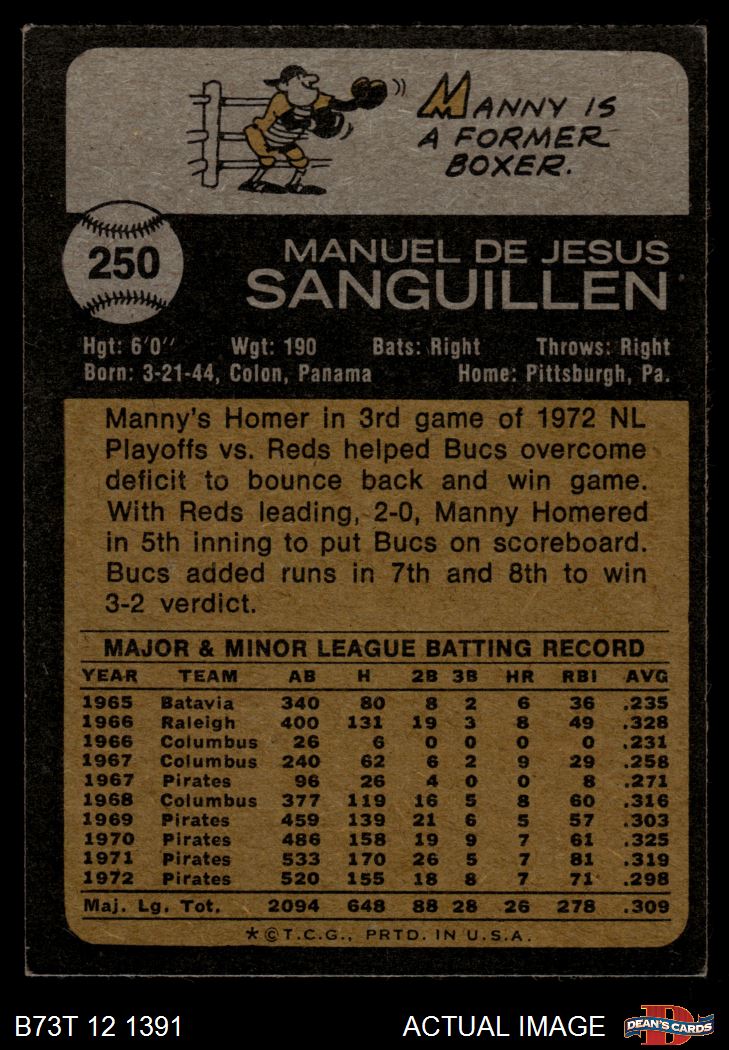 MANNY IS
A FORMER
BOXER.
250
MANUEL DE JESUS
SANGUILLEN
Hgt: 6'0" Wgt: 190 Bats: Right Throws: Right
Born: 3-21-44, Colon, Panama Home: Pittsburgh, Pa.
Manny's Homer in 3rd game of 1972 NL
Playoffs vs. Reds helped Bucs overcome
deficit to bounce back and win game.
With Reds leading, 2-0, Manny Homered
in 5th inning to put Bucs on scoreboard.
Bucs added runs in 7th and 8th to win
3-2 verdict.
MAJOR & MINOR LEAGUE BATTING RECORD
YEAR TEAM AB H 2B 3B HR RBI AVG
1965 Batavia 340 80 8 2 6 36 .235
1966 Raleigh 400 131 19 3 8 49 .328
1966 Columbus 26 6 0 0 0 0 .231
1967 Columbus 240 62 6 2 9 29 .258
1967 Pirates 96 26 4 0 0 8 .271
1968 Columbus 377 119 16 5 8 60 .316
1969 Pirates 459 139 21 6 5 57 .303
1970 Pirates 486 158 19 9 7 61 .325
1971 Pirates 533 170 26 5 7 81 .319
1972 Pirates 520 155 18 8 7 71 .298
Maj. Lg. Tot. 2094 648 88 28 26 278 .309
*©T.C.G., PRTD. IN U.S.A.
B73T 12 1391 ACTUAL IMAGE D DEAN'S CARDS